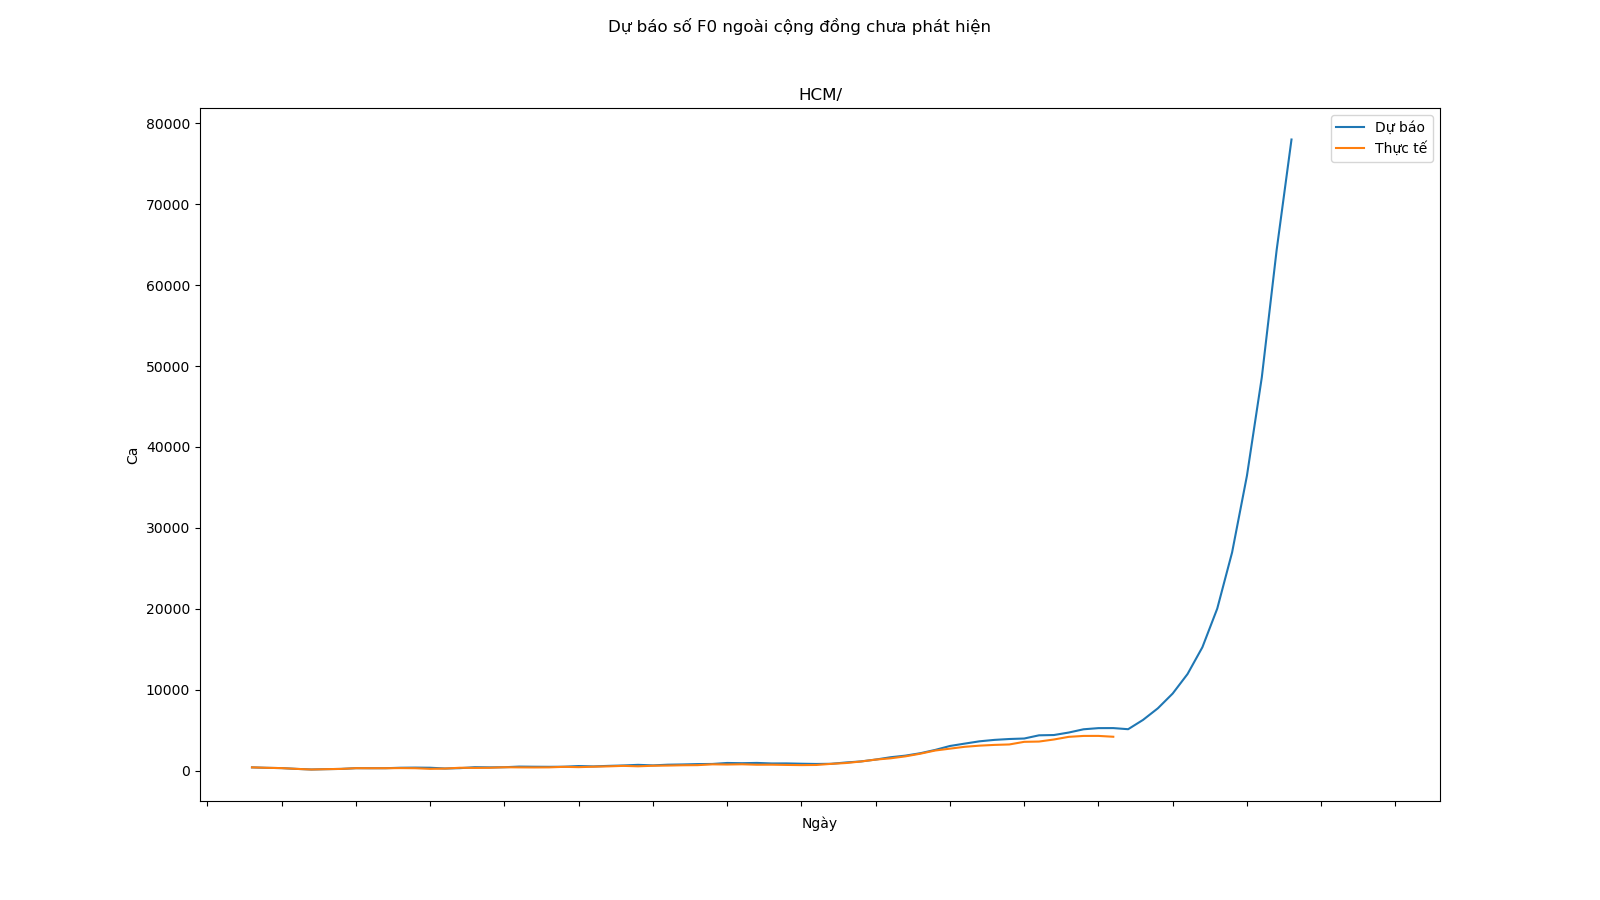 Dự báo số F0 ngoài cộng đồng chưa phát hiện
HCM/
80000
70000
60000
50000
40000
30000
20000
10000
0
Ca
Ngày
Dự báo
Thực tế